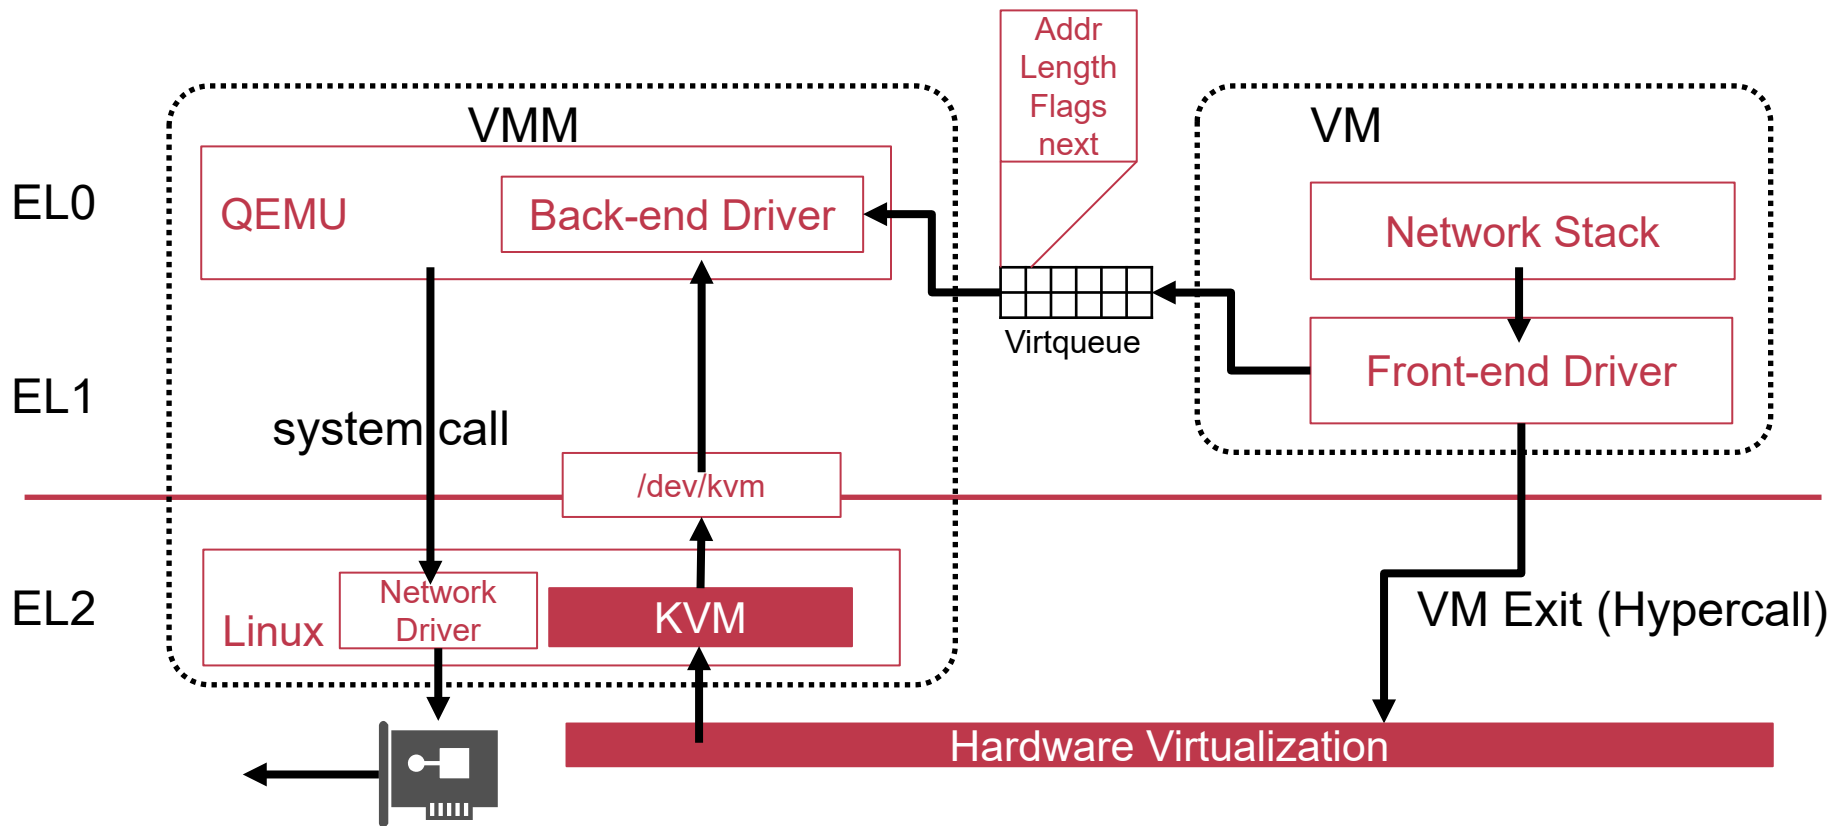 Addr
Length
Flags
next
VMM
VM
EL0
QEMU
Back-end Driver
Network Stack
Virtqueue
Front-end Driver
EL1
system call
/dev/kvm
EL2
Linux
Network
Driver
KVM
VM Exit (Hypercall)
Hardware Virtualization